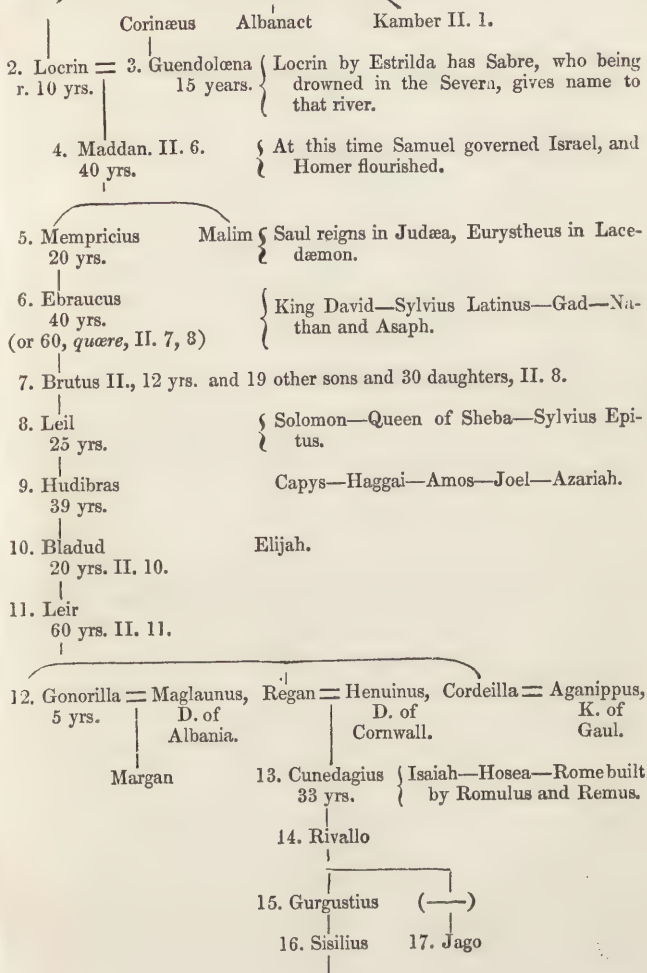 Corinæus Albanact Kamber II. 1.
2. Locrin = 3. Guendolœna { Locrin by Estrilda has Sabre, who being
r. 10 yrs. 15 years. drowned in the Severn, gives name to
that river.
4. Maddan. II. 6. { At this time Samuel governed Israel, and
40 yrs. Homer flourished.
5. Mempricius Malim { Saul reigns in Judæa, Eurystheus in Lace-
20 yrs. dæmon.
6. Ebraucus { King David—Sylvius Latinus—Gad—Na-
40 yrs. than and Asaph.
(or 60, quære, II. 7, 8)
7. Brutus II., 12 yrs. and 19 other sons and 30 daughters, II. 8.
8. Leil { Solomon—Queen of Sheba—Sylvius Epi-
25 yrs. tus.
9. Hudibras Capys—Haggai—Amos—Joel—Azariah.
39 yrs.
10. Bladud Elijah.
20 yrs. II. 10.
11. Leir
60 yrs. II. 11.
12. Gonorilla = Maglaunus, Regan = Henuinus, Cordeilla = Aganippus,
5 yrs. D. of D. of K. of
Albania. Cornwall. Gaul.
Margan 13. Cunedagius { Isaiah—Hosea—Rome built
33 yrs. by Romulus and Remus.
14. Rivallo
15. Gurgustius (——)
16. Sisilius 17. Jago